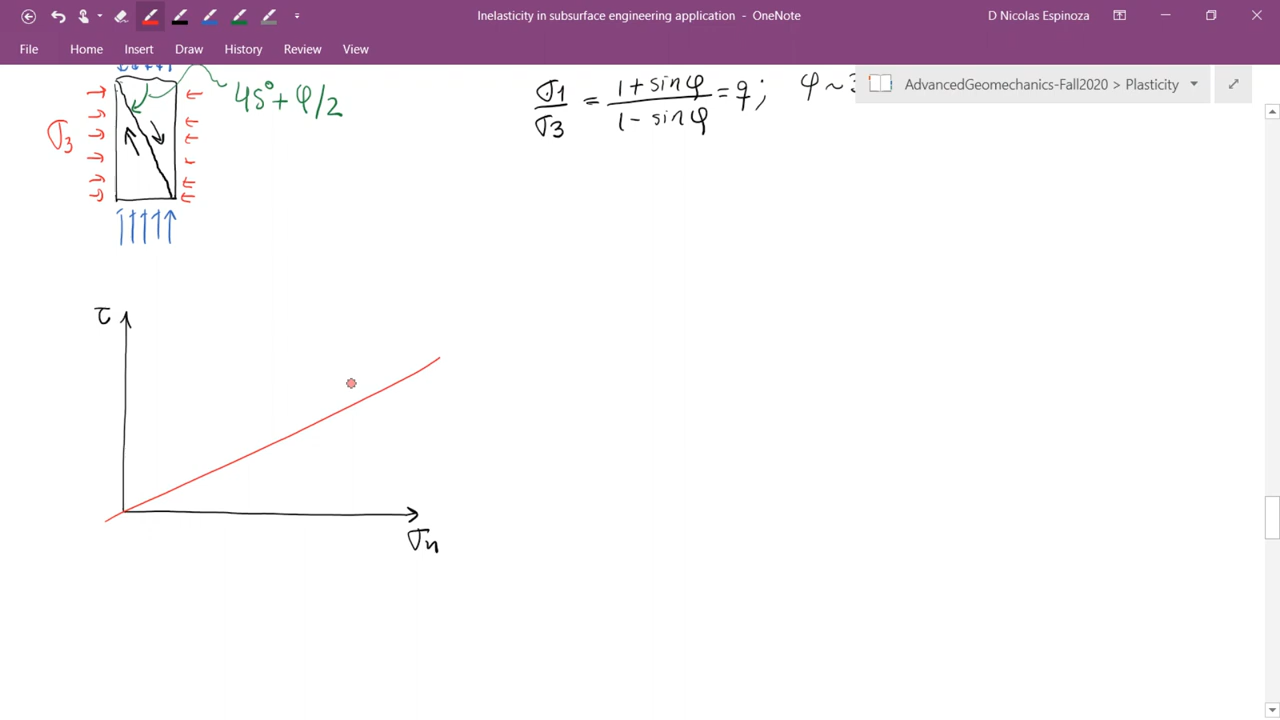 Inelasticity in subsurface engineering application - OneNote
D Nicolas Espinoza
File Home Insert Draw History Review View
AdvancedGeomechanics-Fall2020 > Plasticity
45° + φ/2
σ3
σ1/σ3 = (1 + sin φ)/(1 - sin φ) = q; φ ~ 3
τ
σn